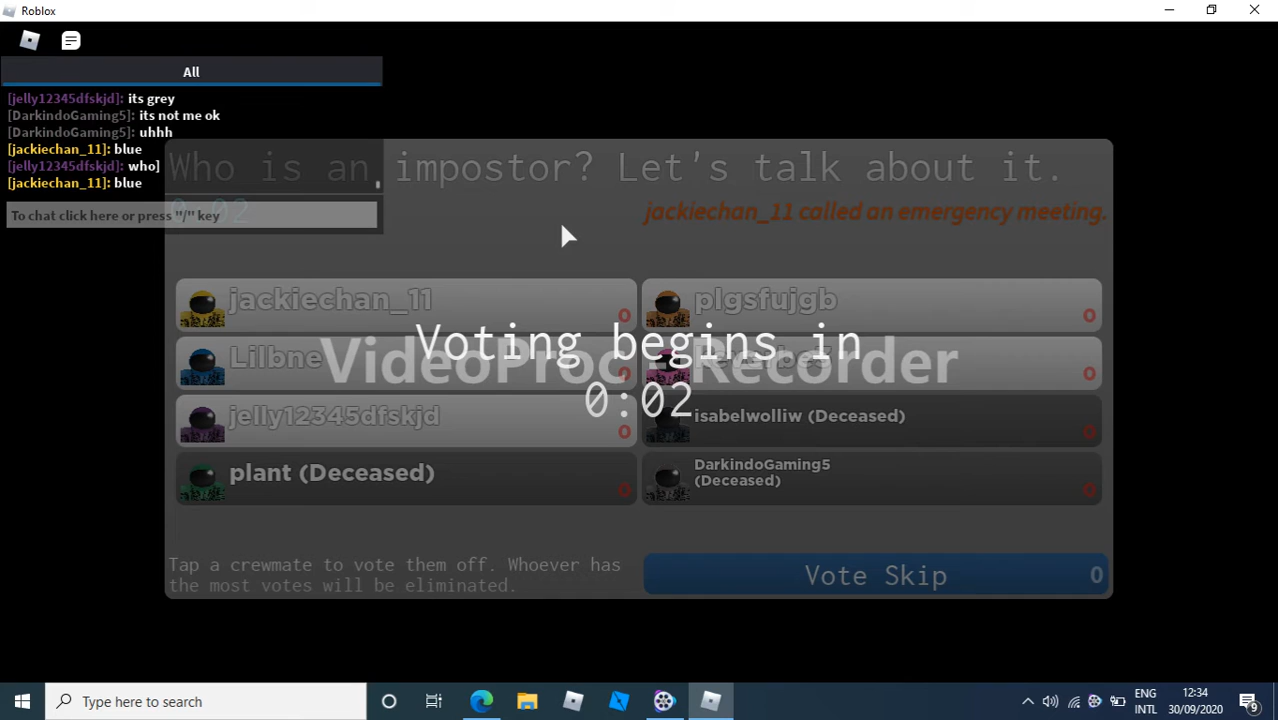 Roblox
All
[jelly12345dfskjd]: its grey
[DarkindoGaming5]: its not me ok
[DarkindoGaming5]: uhhh
[jackiechan_11]: blue
[jelly12345dfskjd]: who]
[jackiechan_11]: blue
To chat click here or press "/" key
Who is an impostor? Let's talk about it.
0:02
jackiechan_11 called an emergency meeting.
jackiechan_11 0
plgsfujgb 0
Voting begins in
0:02
Lilbne 0
VideoProc Recorder
0
jelly12345dfskjd 0
isabelwolliw (Deceased) 0
plant (Deceased) 0
DarkindoGaming5
(Deceased) 0
Tap a crewmate to vote them off. Whoever has
the most votes will be eliminated.
Vote Skip 0
Type here to search
ENG
INTL
12:34
30/09/2020
9